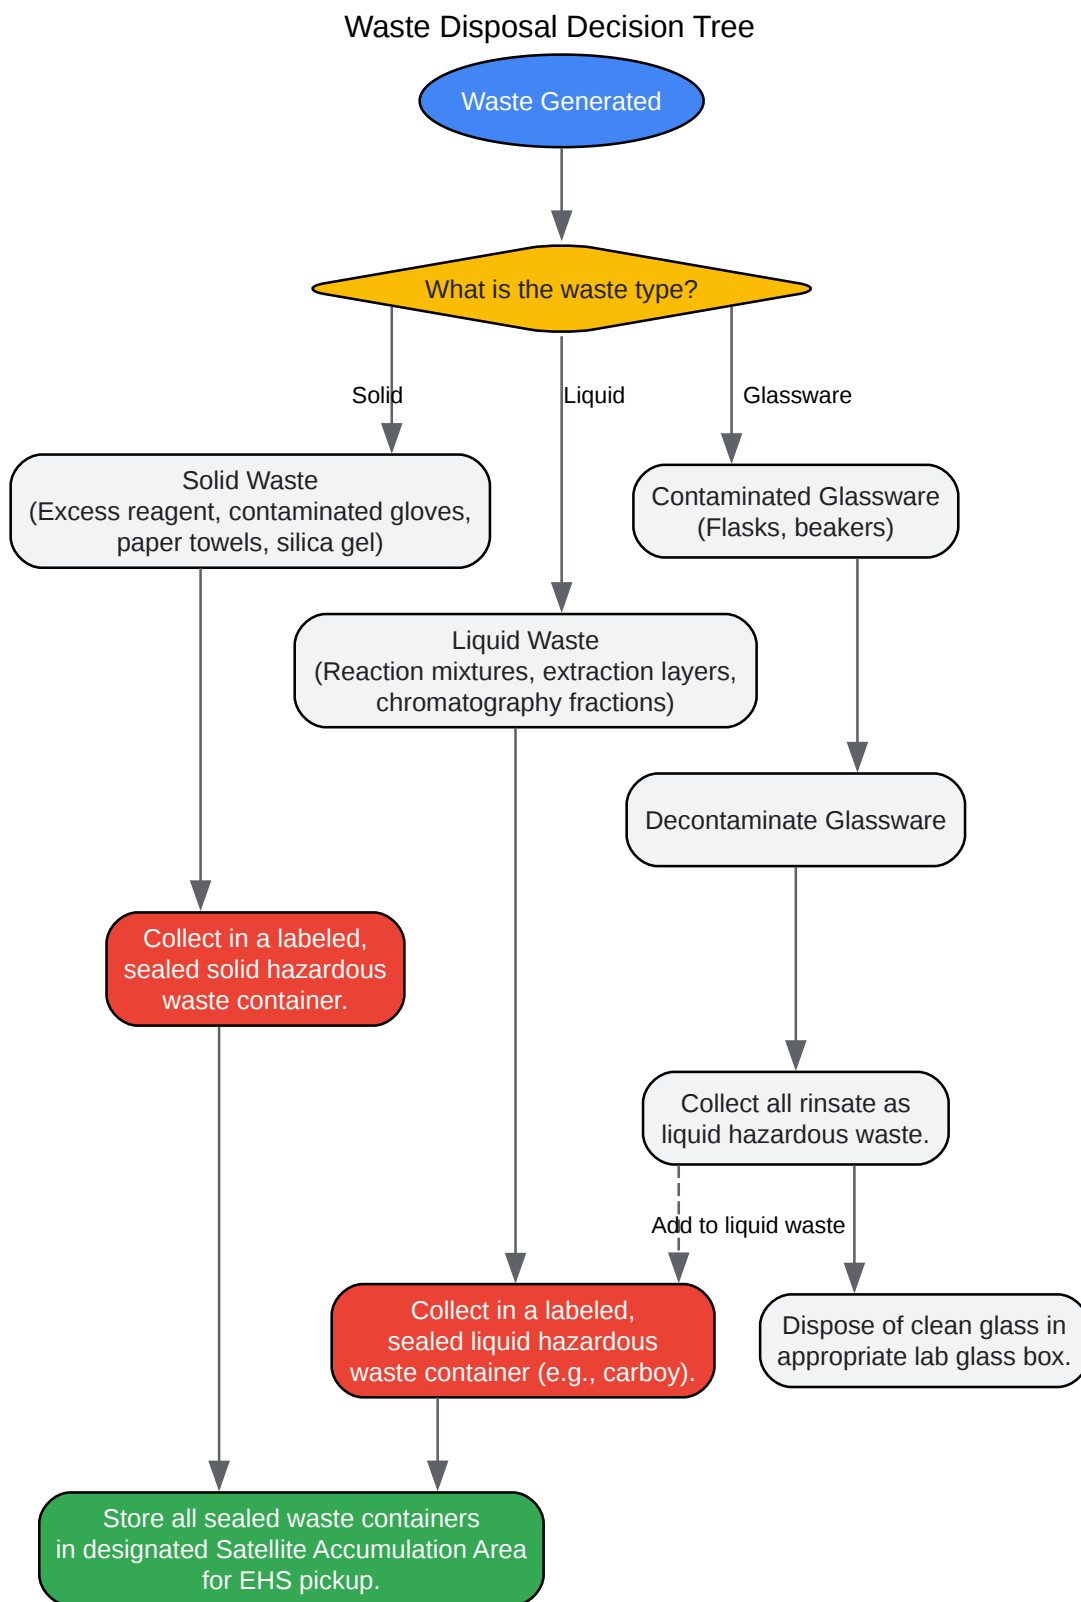 Waste Disposal Decision Tree
Waste Generated
What is the waste type?
Solid
Liquid
Glassware
Solid Waste
(Excess reagent, contaminated gloves,
paper towels, silica gel)
Contaminated Glassware
(Flasks, beakers)
Liquid Waste
(Reaction mixtures, extraction layers,
chromatography fractions)
Decontaminate Glassware
Collect in a labeled,
sealed solid hazardous
waste container.
Collect all rinsate as
liquid hazardous waste.
Add to liquid waste
Collect in a labeled,
sealed liquid hazardous
waste container (e.g., carboy).
Dispose of clean glass in
appropriate lab glass box.
Store all sealed waste containers
in designated Satellite Accumulation Area
for EHS pickup.